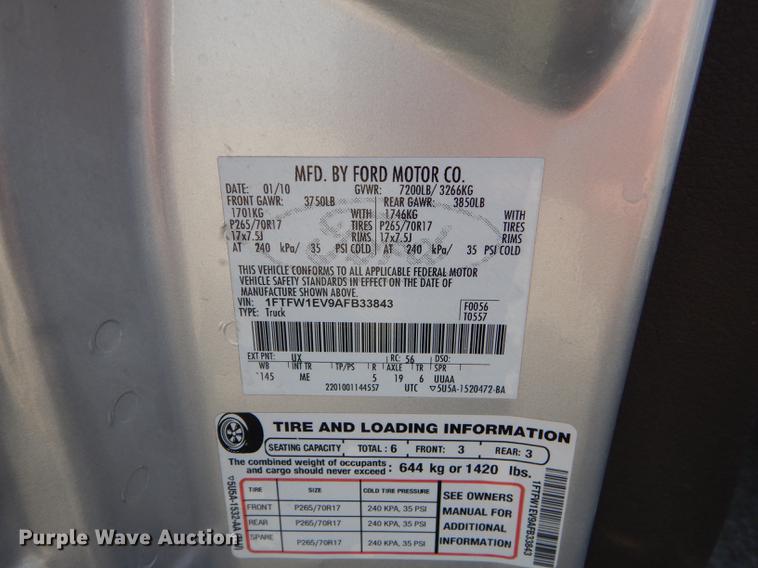 MFD. BY FORD MOTOR CO.
DATE: 01/10 GVWR: 7200LB/ 3266KG
FRONT GAWR: 3750LB REAR GAWR: 3850LB
1701KG WITH 1746KG WITH
P265/70R17 TIRES P265/70R17 TIRES
17x7.5J RIMS 17x7.5J RIMS
AT 240 kPa/ 35 PSI COLD AT 240 kPa/ 35 PSI COLD
THIS VEHICLE CONFORMS TO ALL APPLICABLE FEDERAL MOTOR
VEHICLE SAFETY STANDARDS IN EFFECT ON THE DATE OF
MANUFACTURE SHOWN ABOVE.
VIN: 1FTFW1EV9AFB33843 F0056
TYPE: Truck T0557
EXT PNT: UX RC: 56 DSO:
WB INT TR TP/PS R AXLE TR SPR
145 ME 5 19 6 UUAA
2201001144557 UTC ▽5U5A-1520472-BA
TIRE AND LOADING INFORMATION
SEATING CAPACITY TOTAL : 6 FRONT: 3 REAR: 3
The combined weight of occupants
and cargo should never exceed : 644 kg or 1420 lbs.
TIRE SIZE COLD TIRE PRESSURE SEE OWNERS
FRONT P265/70R17 240 KPA, 35 PSI MANUAL FOR
REAR P265/70R17 240 KPA, 35 PSI ADDITIONAL
SPARE P265/70R17 240 KPA, 35 PSI INFORMATION
▽5U5A-1532-AA
1FTFW1EV9AFB33843
Purple Wave Auction